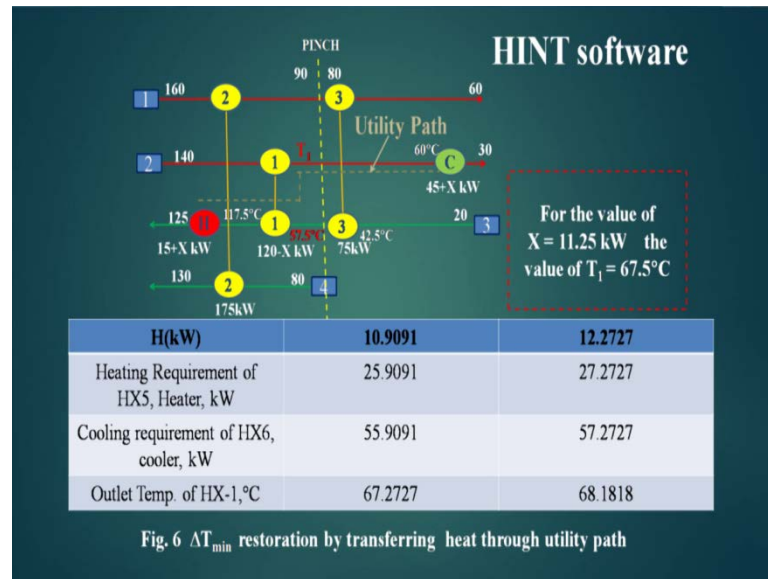 HINT software
PINCH
90 80
160
60
1
2
3
Utility Path
T1
60°C
30
140
2
1
C
45+X kW
125
H
117.5°C
1
57.5°C
3
42.5°C
20
3
15+X kW
120-X kW
75kW
130
2
80
4
175kW
For the value of
X = 11.25 kW the
value of T1 = 67.5°C
H(kW) 10.9091 12.2727
Heating Requirement of
HX5, Heater, kW
25.9091 27.2727
Cooling requirement of HX6,
cooler, kW
55.9091 57.2727
Outlet Temp. of HX-1,°C 67.2727 68.1818
Fig. 6 ΔTmin restoration by transferring heat through utility path